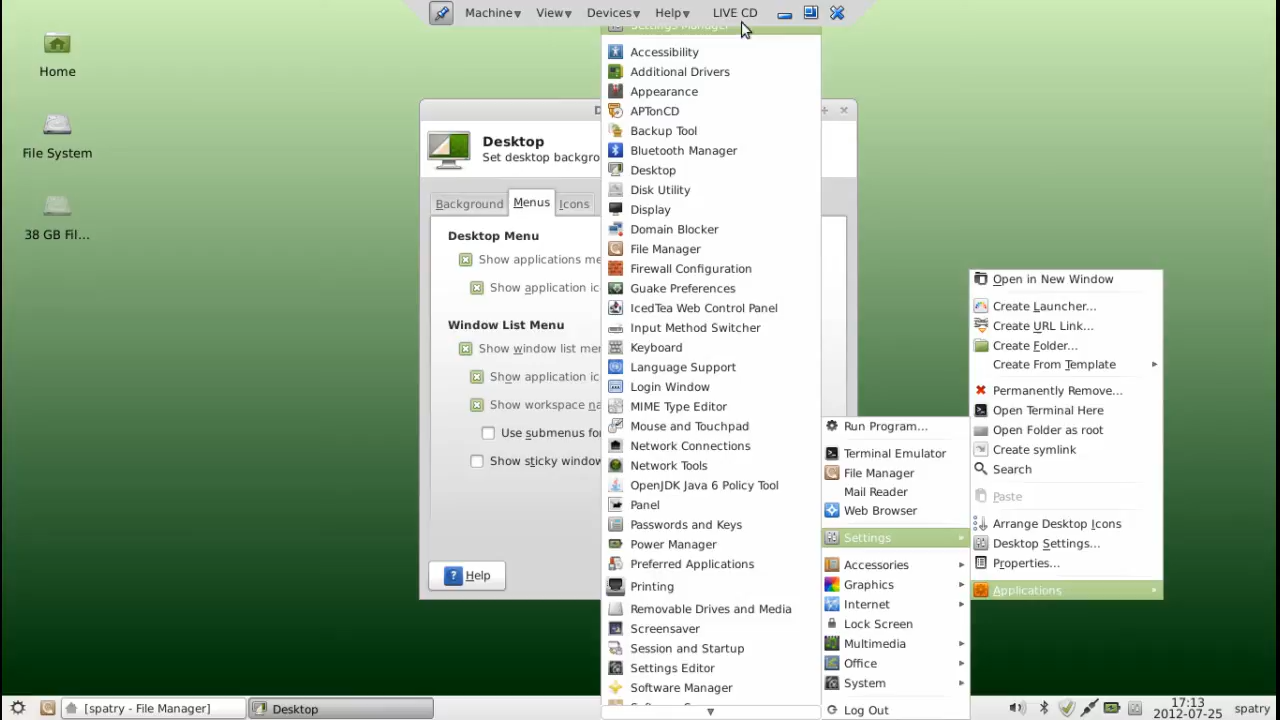 Machine
View
Devices
Help
LIVE CD
Home
File System
38 GB Fil...
Desktop
Set desktop backgro
Background
Menus
Icons
Desktop Menu
Show applications me
Show application ic
Window List Menu
Show window list mer
Show application ic
Show workspace na
Use submenus for
Show sticky window
Help
Settings Manager
Accessibility
Additional Drivers
Appearance
APTonCD
Backup Tool
Bluetooth Manager
Desktop
Disk Utility
Display
Domain Blocker
File Manager
Firewall Configuration
Guake Preferences
IcedTea Web Control Panel
Input Method Switcher
Keyboard
Language Support
Login Window
MIME Type Editor
Mouse and Touchpad
Network Connections
Network Tools
OpenJDK Java 6 Policy Tool
Panel
Passwords and Keys
Power Manager
Preferred Applications
Printing
Removable Drives and Media
Screensaver
Session and Startup
Settings Editor
Software Manager
Run Program...
Terminal Emulator
File Manager
Mail Reader
Web Browser
Settings
Accessories
Graphics
Internet
Lock Screen
Multimedia
Office
System
Log Out
Open in New Window
Create Launcher...
Create URL Link...
Create Folder...
Create From Template
Permanently Remove...
Open Terminal Here
Open Folder as root
Create symlink
Search
Paste
Arrange Desktop Icons
Desktop Settings...
Properties...
Applications
[spatry - File Manager]
Desktop
17:13
2012-07-25
spatry